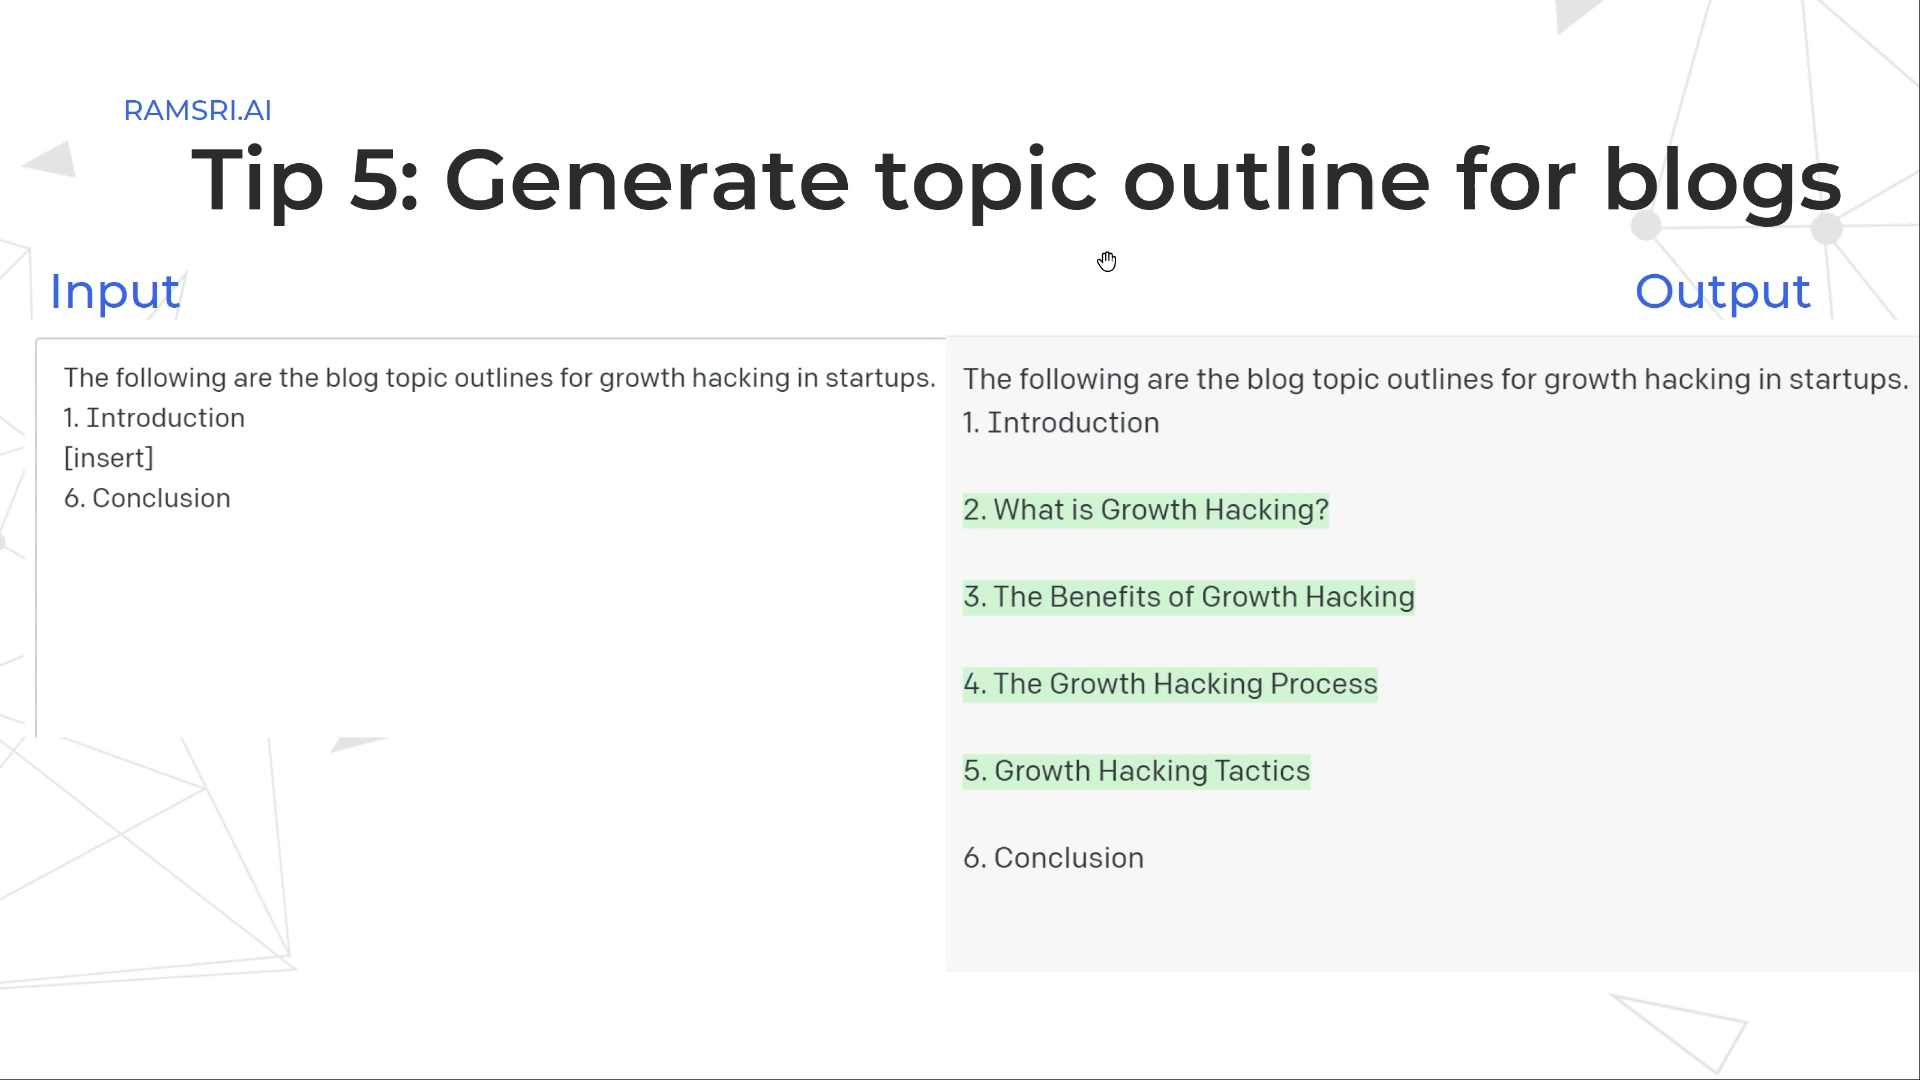 RAMSRI.AI
Tip 5: Generate topic outline for blogs
Input
Output
The following are the blog topic outlines for growth hacking in startups.
1. Introduction
[insert]
6. Conclusion
The following are the blog topic outlines for growth hacking in startups.
1. Introduction
2. What is Growth Hacking?
3. The Benefits of Growth Hacking
4. The Growth Hacking Process
5. Growth Hacking Tactics
6. Conclusion